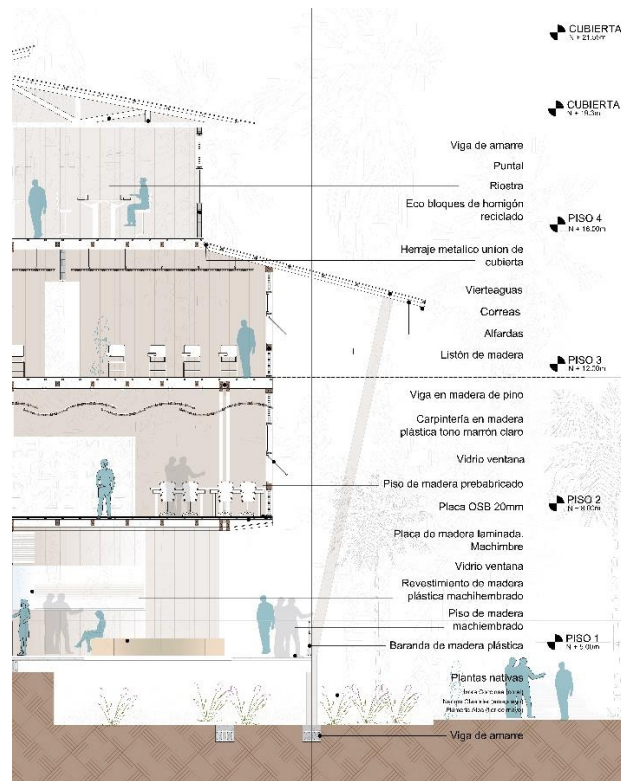 CUBIERTA
CUBIERTA
N + 19.3m
Viga de amarre
Puntal
Riostra
Eco bloques de homigón
reciclado
PISO 4
N + 16.00m
Herraje metalico union de
cubierta
Vierteaguas
Correas
Alfardas
Listón de madera
PISO 3
N + 12.00m
Viga en madera de pino
Carpintería en madera
plástica tono marrón claro
Vidrio ventana
Piso de madera prebabricado
PISO 2
N + 8.00m
Placa OSB 20mm
Placa de madera laminada.
Machimbre
Vidrio ventana
Revestimiento de madera
plástica machihembrado
Piso de madera
machiembrado
PISO 1
Baranda de madera plástica
Plantas nativas
Viga de amarre